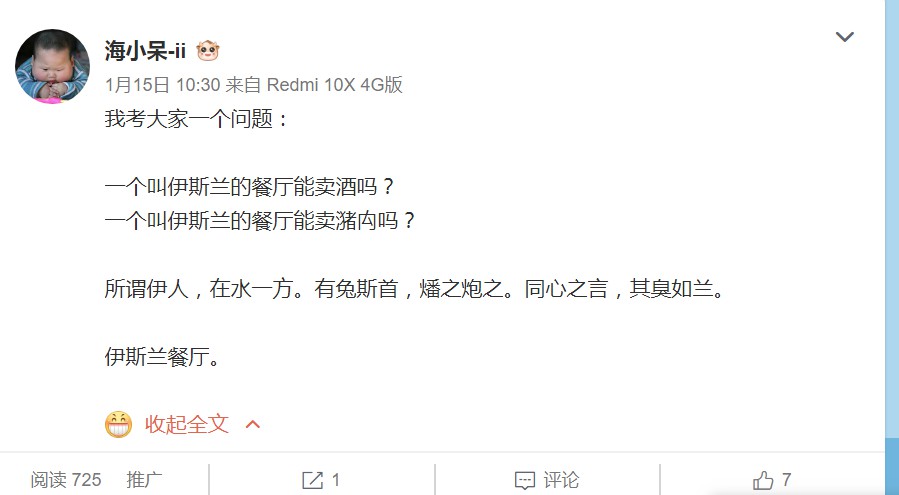 海小呆-ii
1月15日 10:30 来自 Redmi 10X 4G版
我考大家一个问题：
一个叫伊斯兰的餐厅能卖酒吗？
一个叫伊斯兰的餐厅能卖潴禸吗？
所谓伊人，在水一方。有兔斯首，燔之炮之。同心之言，其臭如兰。
伊斯兰餐厅。
收起全文
阅读 725 推广 1 评论 7